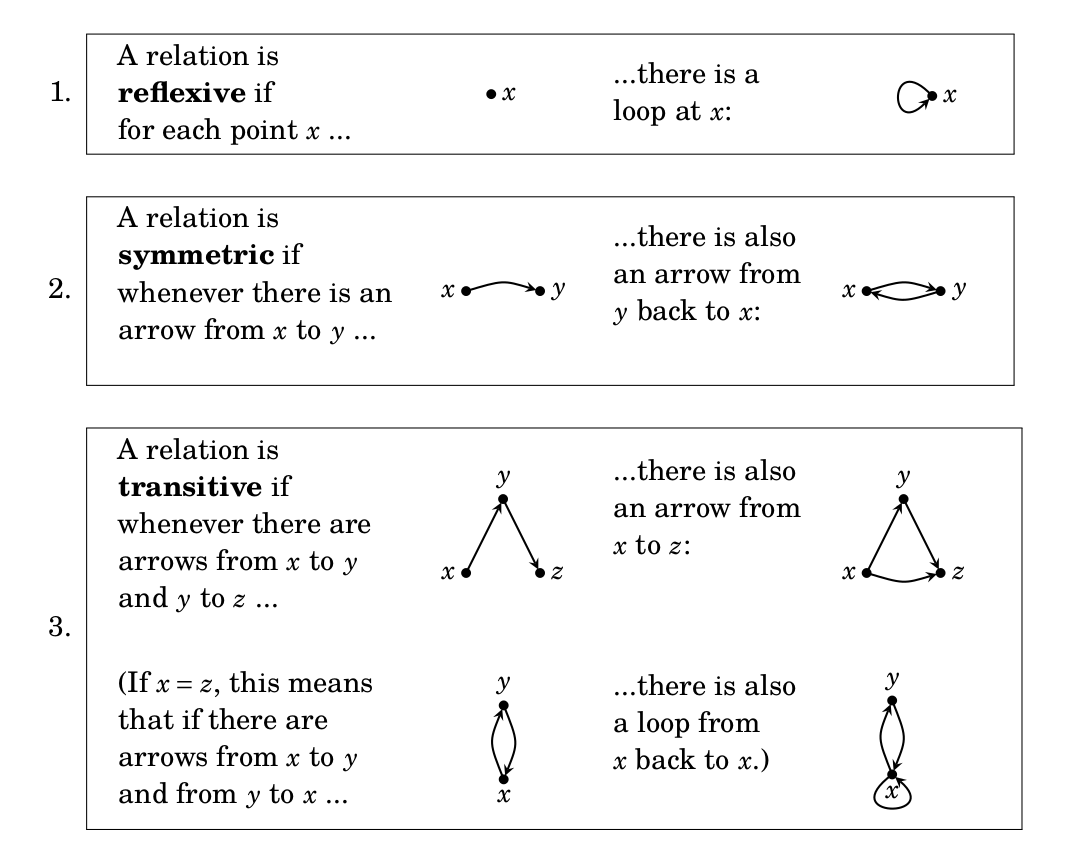 1.
A relation is
reflexive if
for each point x ...
x
...there is a
loop at x:
x
2.
A relation is
symmetric if
whenever there is an
arrow from x to y ...
x y
...there is also
an arrow from
y back to x:
x y
3.
A relation is
transitive if
whenever there are
arrows from x to y
and y to z ...
y
x z
...there is also
an arrow from
x to z:
y
x z
(If x = z, this means
that if there are
arrows from x to y
and from y to x ...
y
x
...there is also
a loop from
x back to x.)
y
x